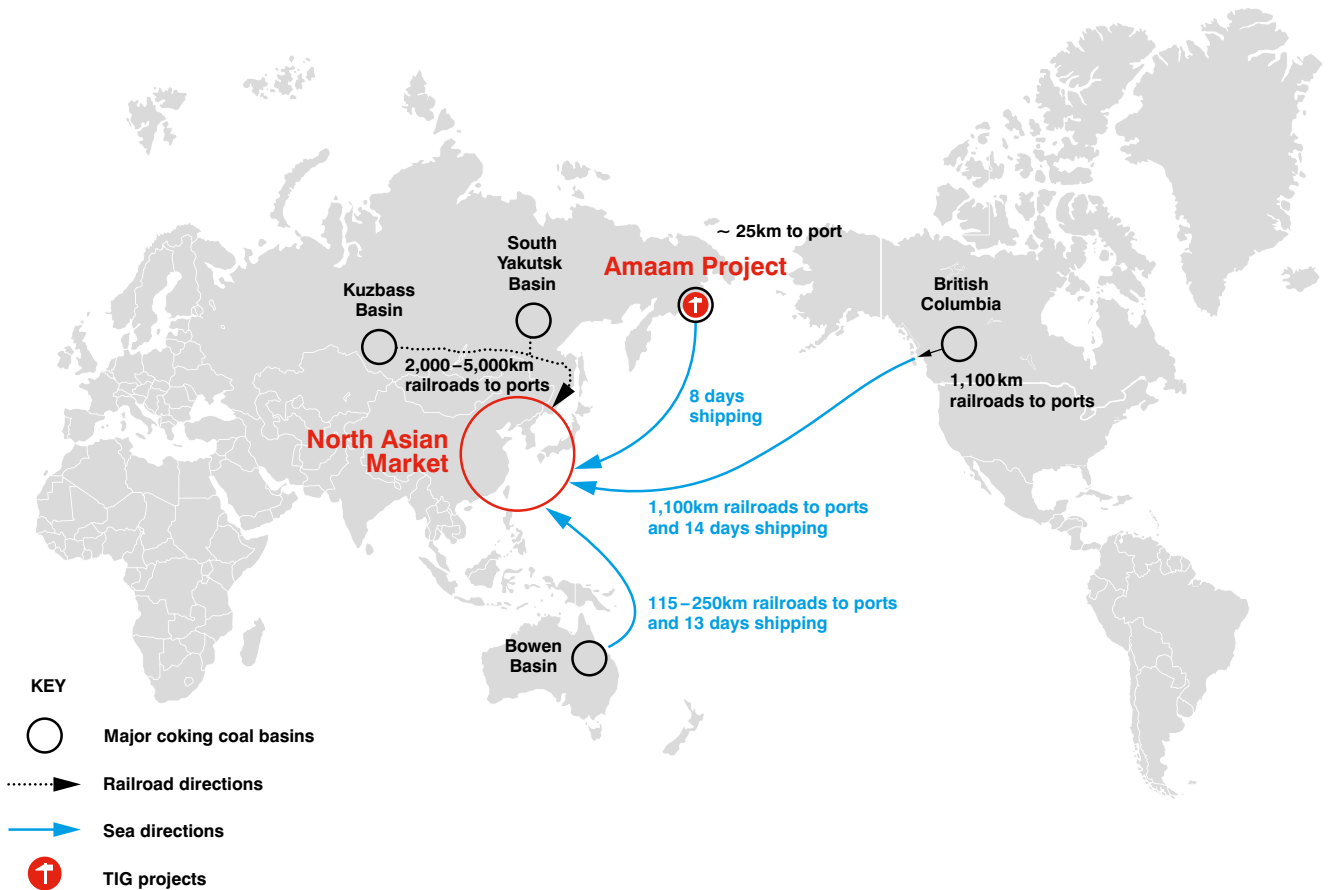 ~ 25km to port
Amaam Project
South
Yakutsk
Basin
Kuzbass
Basin
British
Columbia
2,000–5,000km
railroads to ports
1,100km
railroads to ports
8 days
shipping
North Asian
Market
1,100km railroads to ports
and 14 days shipping
115–250km railroads to ports
and 13 days shipping
Bowen
Basin
KEY
Major coking coal basins
Railroad directions
Sea directions
TIG projects